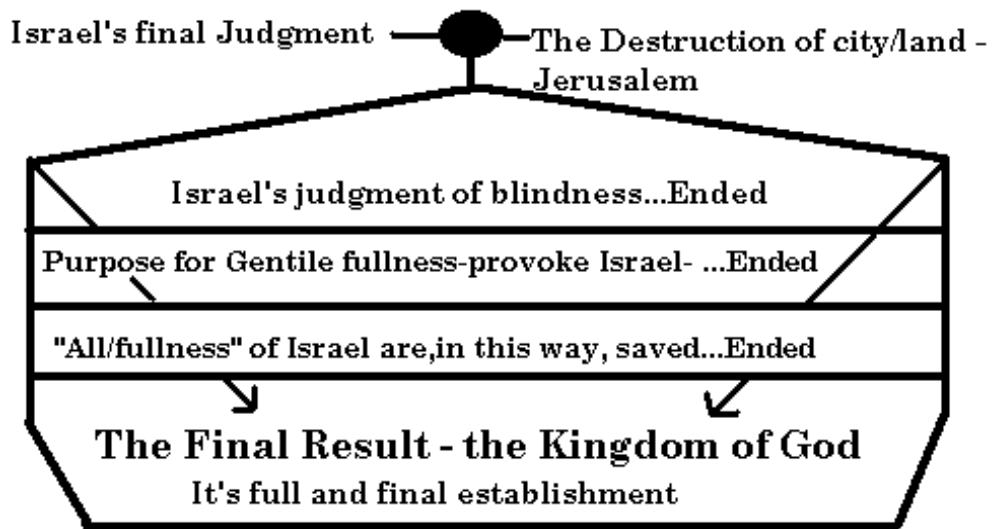 Israel's final Judgment
The Destruction of city/land -
Jerusalem
Israel's judgment of blindness...Ended
Purpose for Gentile fullness-provoke Israel- ...Ended
"All/fullness" of Israel are,in this way, saved...Ended
The Final Result - the Kingdom of God
It's full and final establishment